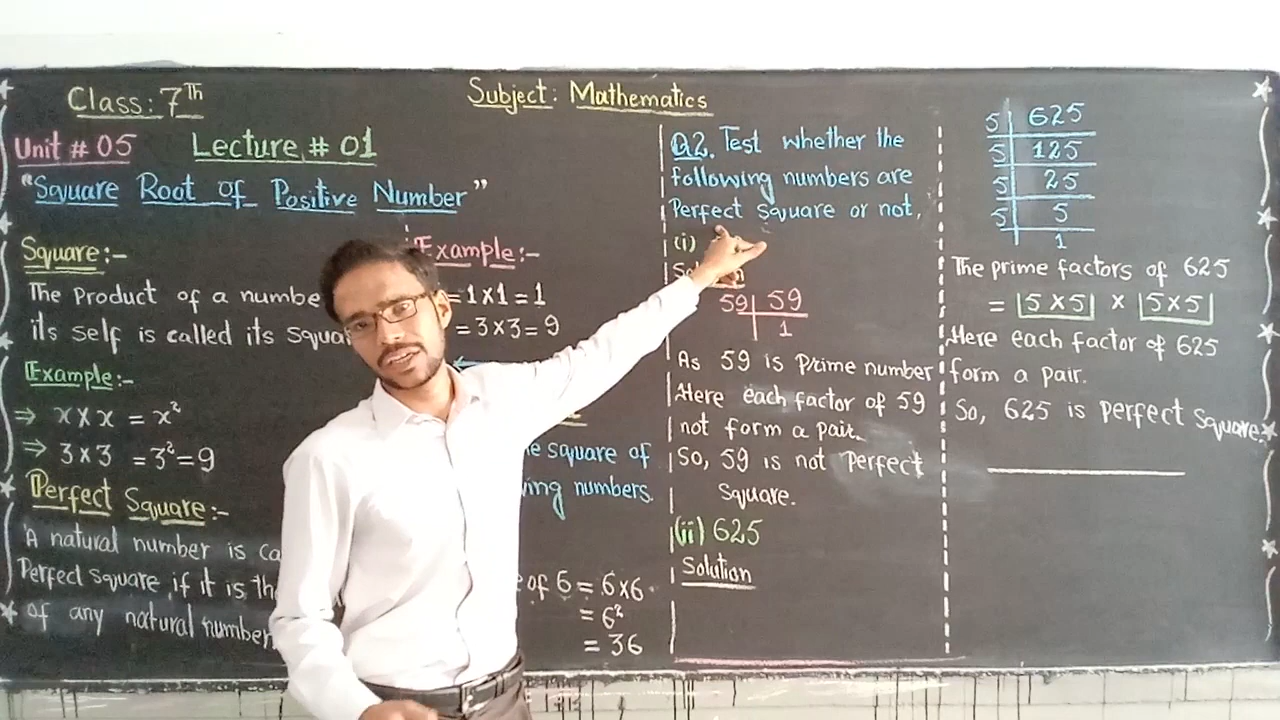 Class: 7Th
Subject: Mathematics
Unit # 05 Lecture # 01
"Square Root of Positive Number"
Square:-
The Product of a numbe
its self is called its Squa
Example:-
⇒ x × x = x²
⇒ 3×3 = 3² = 9
Perfect Square:-
A natural number is ca
Perfect square, if it is th
of any natural number
Example:-
= 1×1 = 1
= 3×3 = 9
e square of
ing numbers.
of 6 = 6×6
= 6²
= 36
Q2. Test whether the
following numbers are
Perfect square or not.
(i)
59 | 59
1
As 59 is Prime number
Here each factor of 59
not form a pair.
So, 59 is not Perfect
Square.
(ii) 625
Solution
5 | 625
5 | 125
5 | 25
5 | 5
1
The prime factors of 625
= 5×5 × 5×5
Here each factor of 625
form a pair.
So, 625 is perfect square.